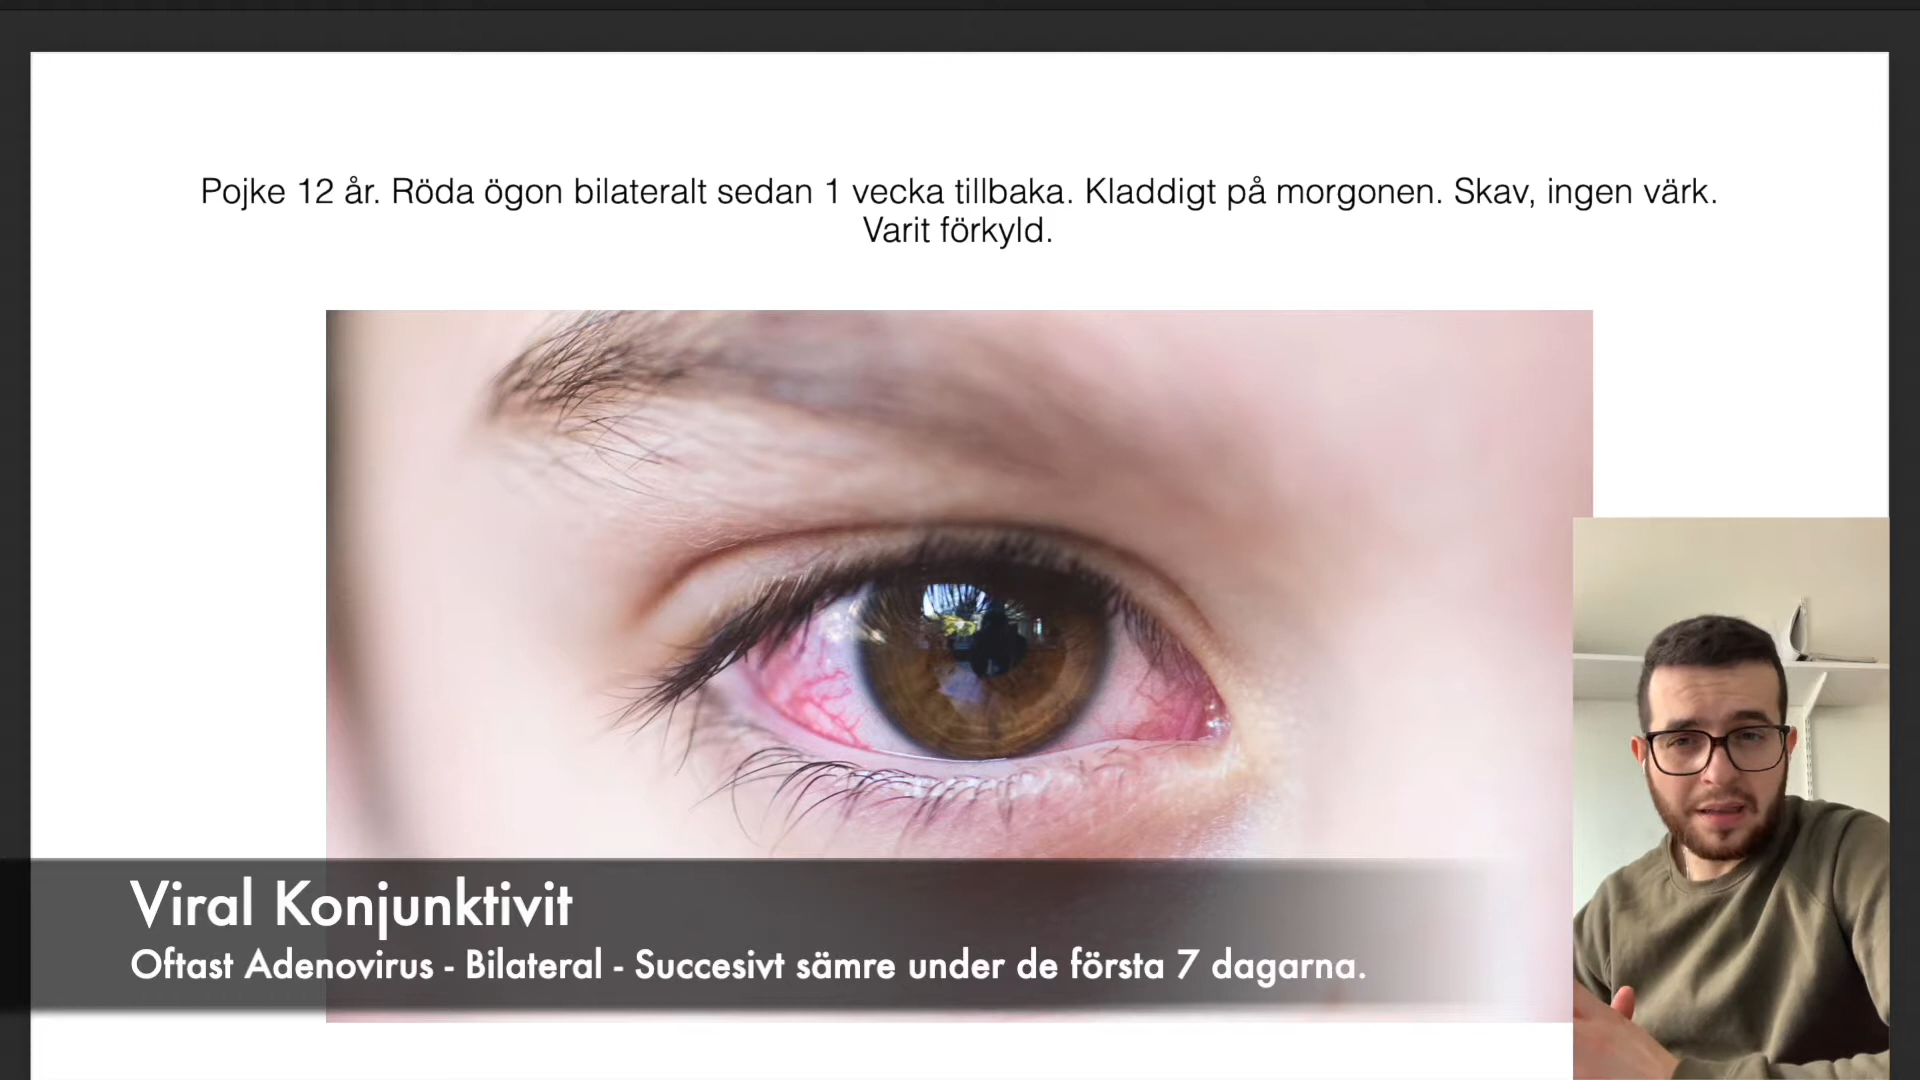 Pojke 12 år. Röda ögon bilateralt sedan 1 vecka tillbaka. Kladdigt på morgonen. Skav, ingen värk.
Varit förkyld.
Viral Konjunktivit
Oftast Adenovirus - Bilateral - Succesivt sämre under de första 7 dagarna.